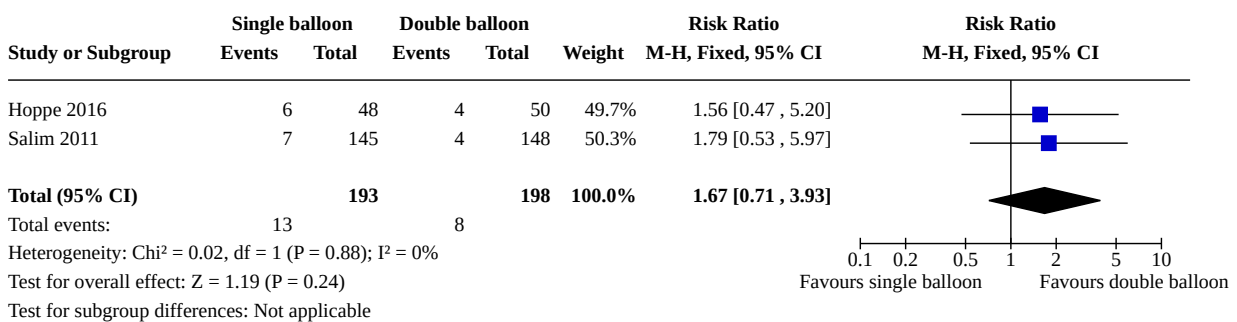 Single balloon Double balloon Risk Ratio Risk Ratio
Study or Subgroup Events Total Events Total Weight M-H, Fixed, 95% CI M-H, Fixed, 95% CI
Hoppe 2016 6 48 4 50 49.7% 1.56 [0.47 , 5.20]
Salim 2011 7 145 4 148 50.3% 1.79 [0.53 , 5.97]
Total (95% CI) 193 198 100.0% 1.67 [0.71 , 3.93]
Total events: 13 8
Heterogeneity: Chi² = 0.02, df = 1 (P = 0.88); I² = 0%
0.1 0.2 0.5 1 2 5 10
Test for overall effect: Z = 1.19 (P = 0.24) Favours single balloon Favours double balloon
Test for subgroup differences: Not applicable